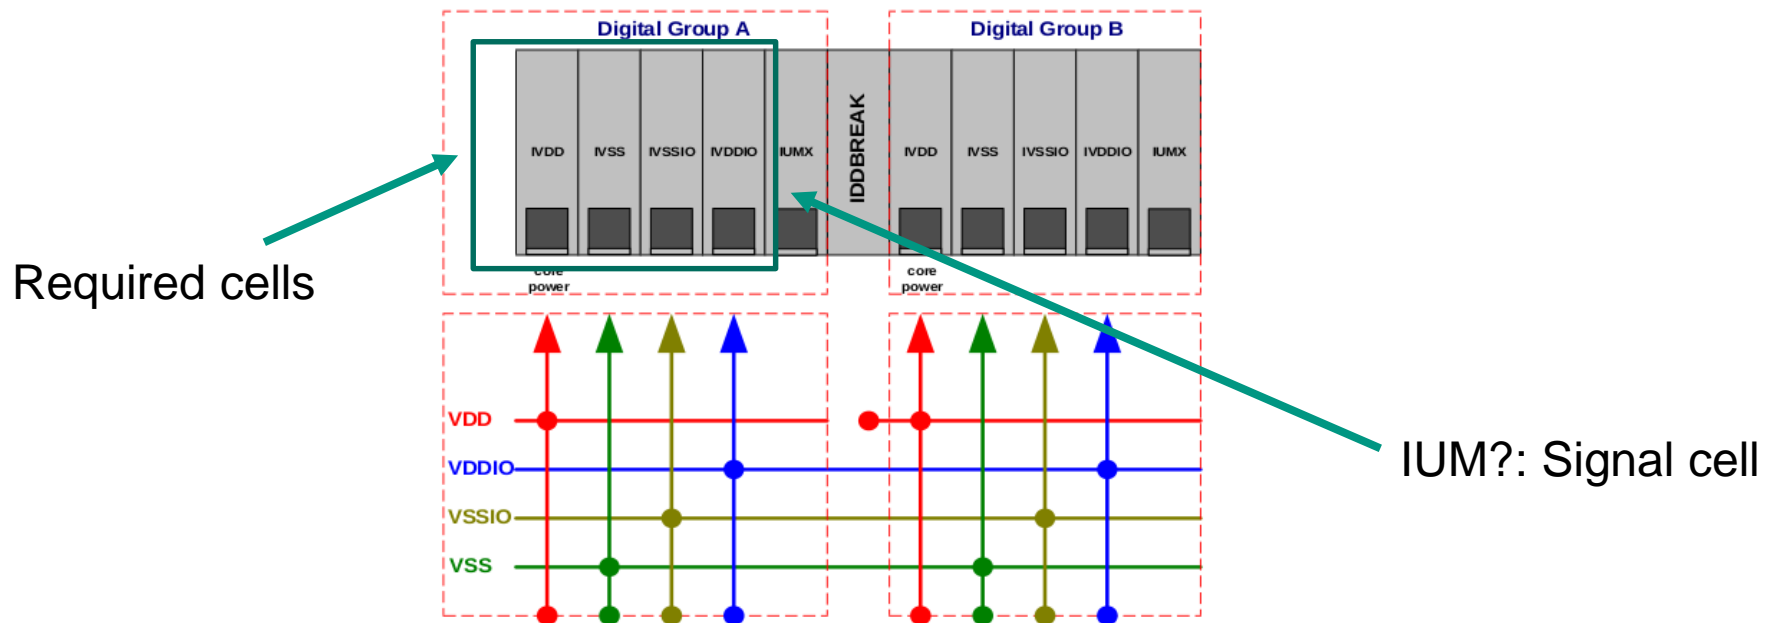 Digital Group A
Digital Group B
IVDD IVSS IVSSIO IVDDIO IUMX IDDBREAK IVDD IVSS IVSSIO IVDDIO IUMX
Required cells
core
power
core
power
VDD
VDDIO
VSSIO
VSS
IUM?: Signal cell